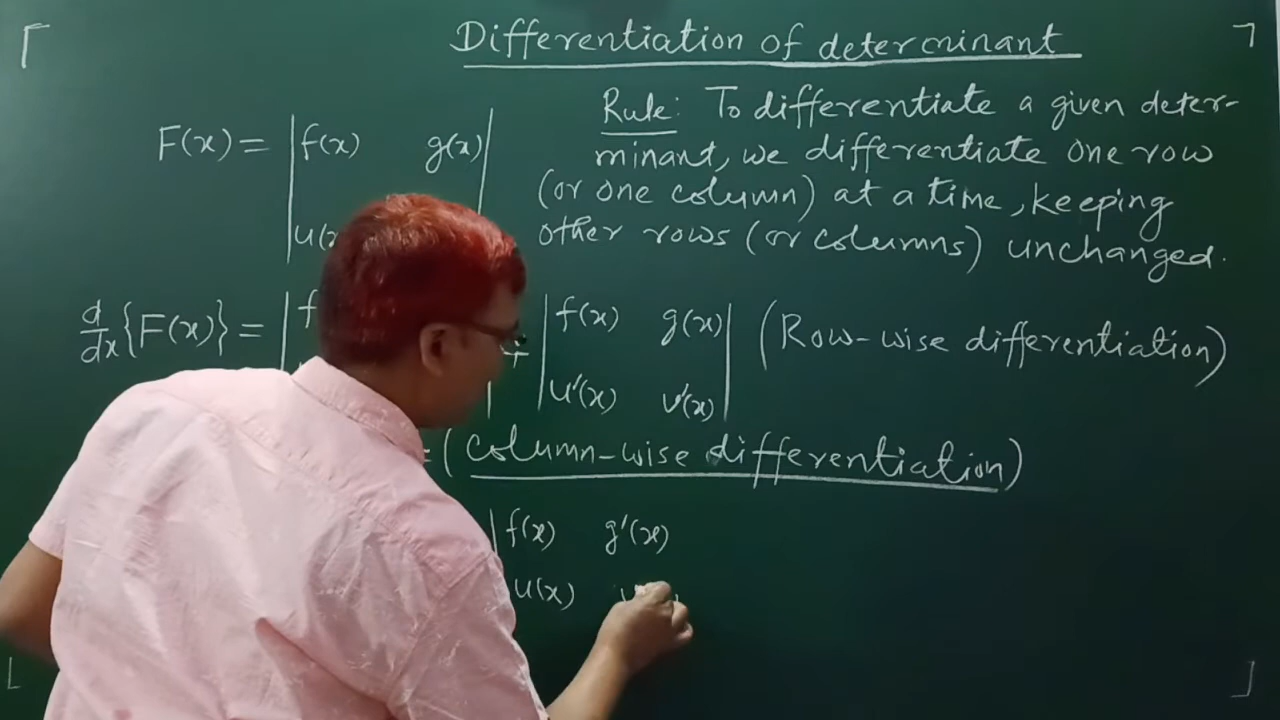 Differentiation of determinant
Rule: To differentiate a given deter-
minant, we differentiate one row
(or one column) at a time, keeping
other rows (or columns) unchanged.
F(x) = | f(x) g(x) |
| u(x
d/dx {F(x)} = | f + | f(x) g(x) | (Row-wise differentiation)
| u'(x) v'(x) |
= (column-wise differentiation)
| f(x) g'(x)
u(x)